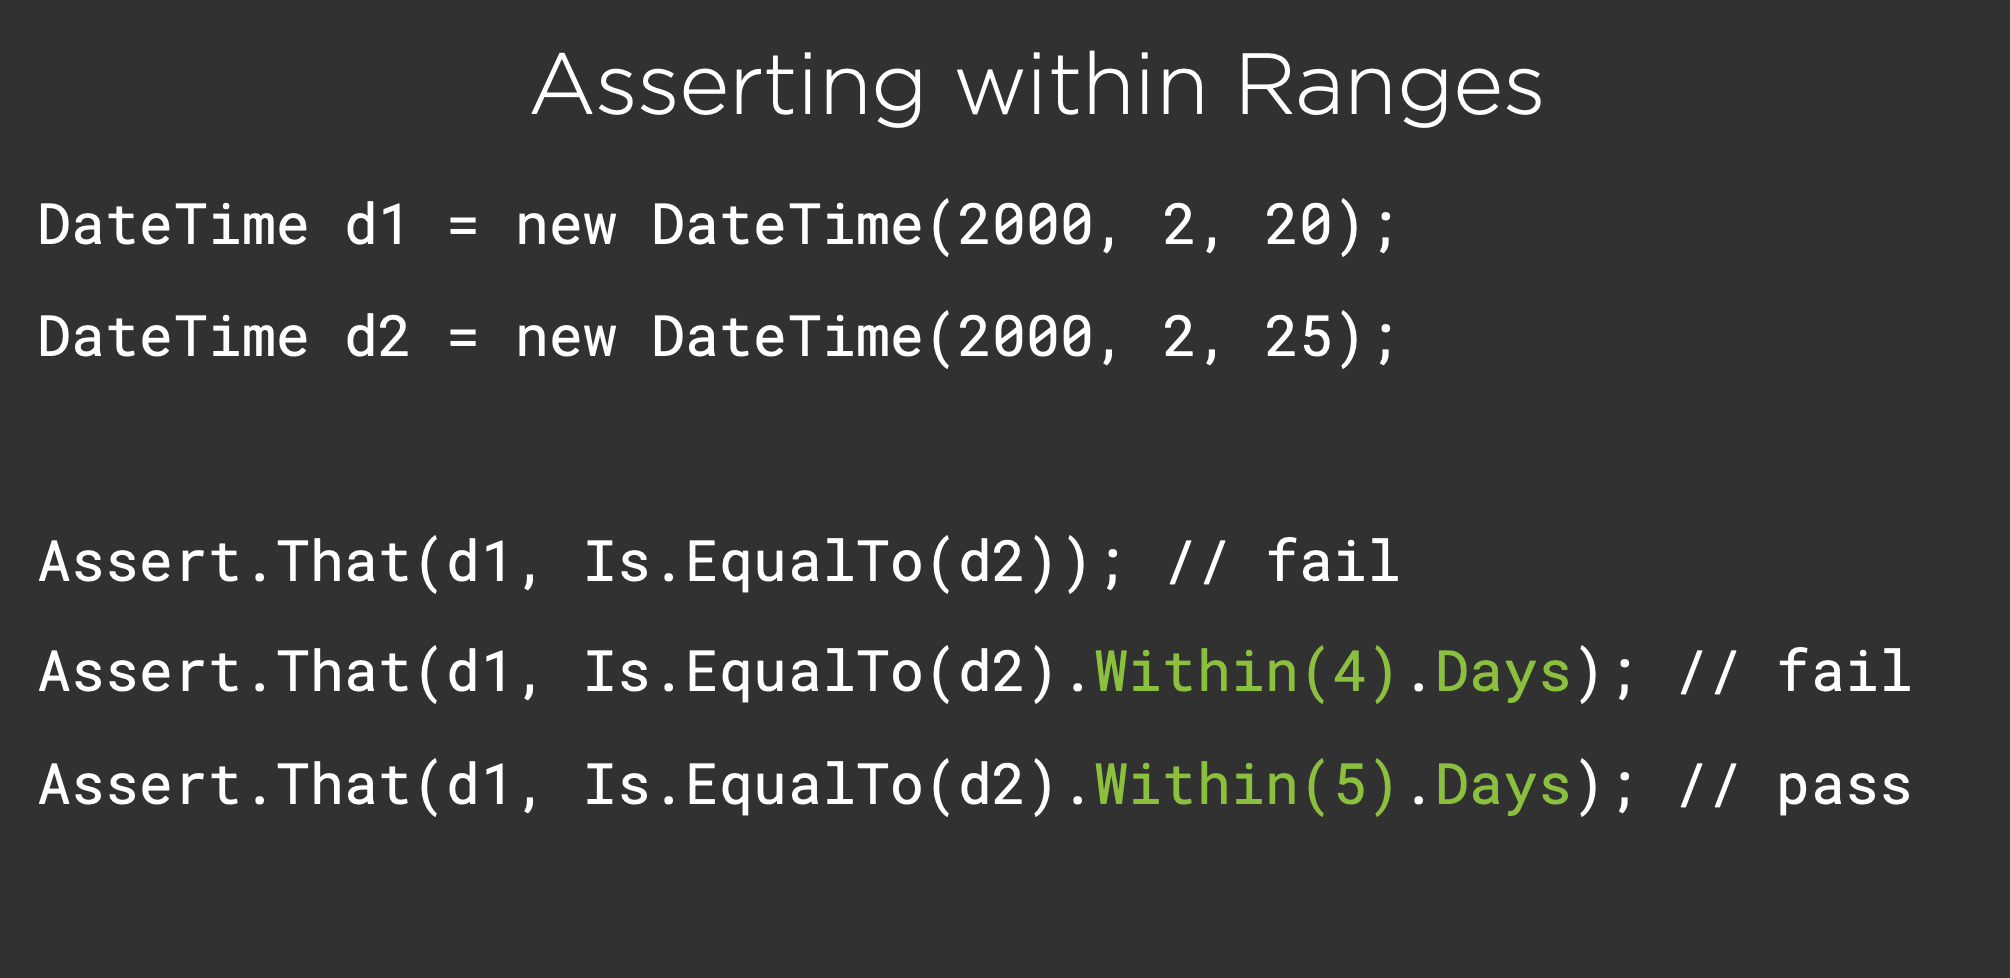 Asserting within Ranges
DateTime d1 = new DateTime(2000, 2, 20);
DateTime d2 = new DateTime(2000, 2, 25);
Assert.That(d1, Is.EqualTo(d2)); // fail
Assert.That(d1, Is.EqualTo(d2).Within(4).Days); // fail
Assert.That(d1, Is.EqualTo(d2).Within(5).Days); // pass